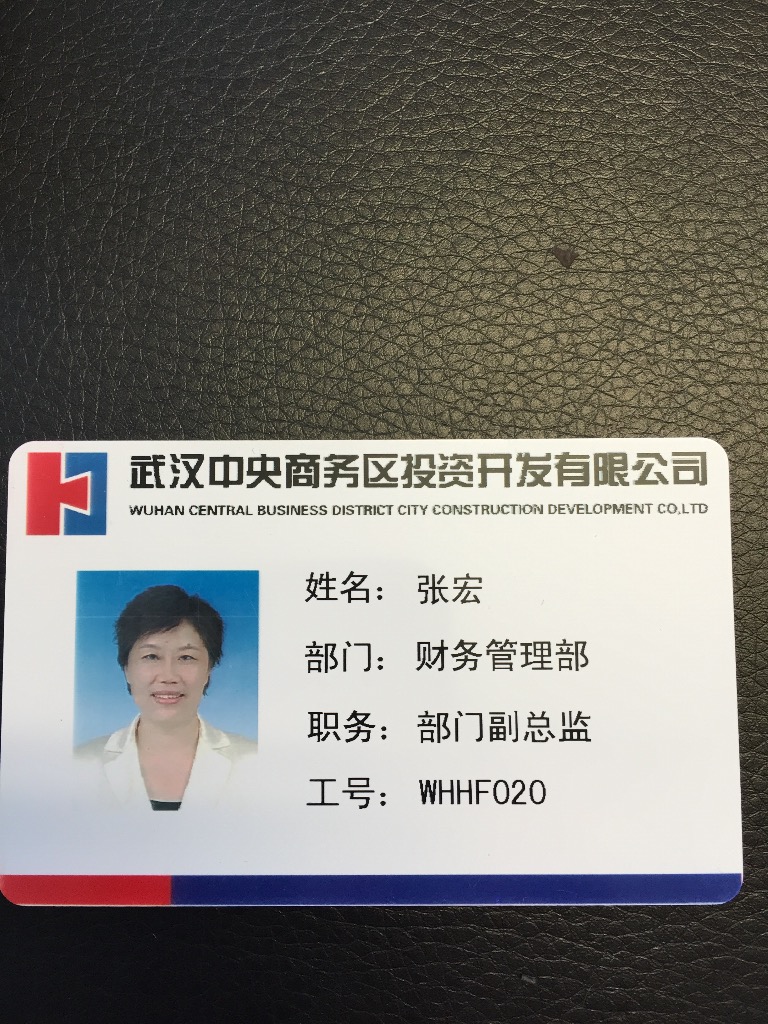 武汉中央商务区投资开发有限公司
WUHAN CENTRAL BUSINESS DISTRICT CITY CONSTRUCTION DEVELOPMENT CO,LTD
姓名：张宏
部门：财务管理部
职务：部门副总监
工号：WHHF020